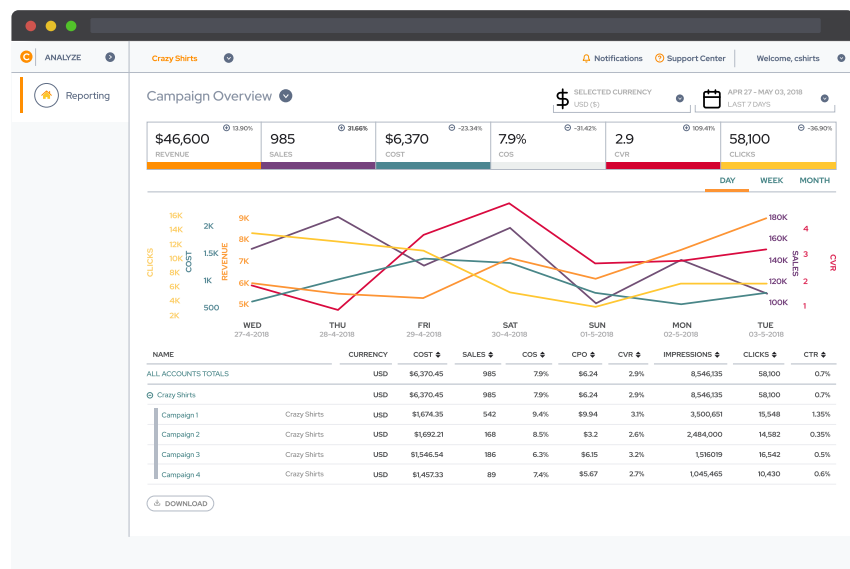 C ANALYZE
Crazy Shirts
Notifications
Support Center
Welcome, cshirts
Reporting
Campaign Overview
$ SELECTED CURRENCY
USD ($)
APR 27 - MAY 03, 2018
LAST 7 DAYS
13.90% 31.66% -23.34% -31.42% 109.41% -36.90%
$46,600 985 $6,370 7.9% 2.9 58,100
REVENUE SALES COST COS CVR CLICKS
DAY WEEK MONTH
CLICKS
16K
14K
12K
10K
8K
6K
4K
2K
COST
2K
1.5K
1K
500
REVENUE
9K
8K
7K
6K
5K
180K
160K
140K
120K
100K
SALES
4
3
2
1
CVR
WED THU FRI SAT SUN MON TUE
27-4-2018 28-4-2018 29-4-2018 30-4-2018 01-5-2018 02-5-2018 03-5-2018
NAME CURRENCY COST SALES COS CPO CVR IMPRESSIONS CLICKS CTR
ALL ACCOUNTS TOTALS USD $6,370.45 985 7.9% $6.24 2.9% 8,546,135 58,100 0.7%
Crazy Shirts USD $6,370.45 985 7.9% $6.24 2.9% 8,546,135 58,100 0.7%
Campaign 1 Crazy Shirts USD $1,674.35 542 9.4% $9.94 3.1% 3,500,651 15,548 1.35%
Campaign 2 Crazy Shirts USD $1,692.21 168 8.5% $3.2 2.6% 2,484,000 14,582 0.35%
Campaign 3 Crazy Shirts USD $1,546.54 186 6.3% $6.15 3.2% 1,516019 16,542 0.5%
Campaign 4 Crazy Shirts USD $1,457.33 89 7.4% $5.67 2.7% 1,045,465 10,430 0.6%
DOWNLOAD